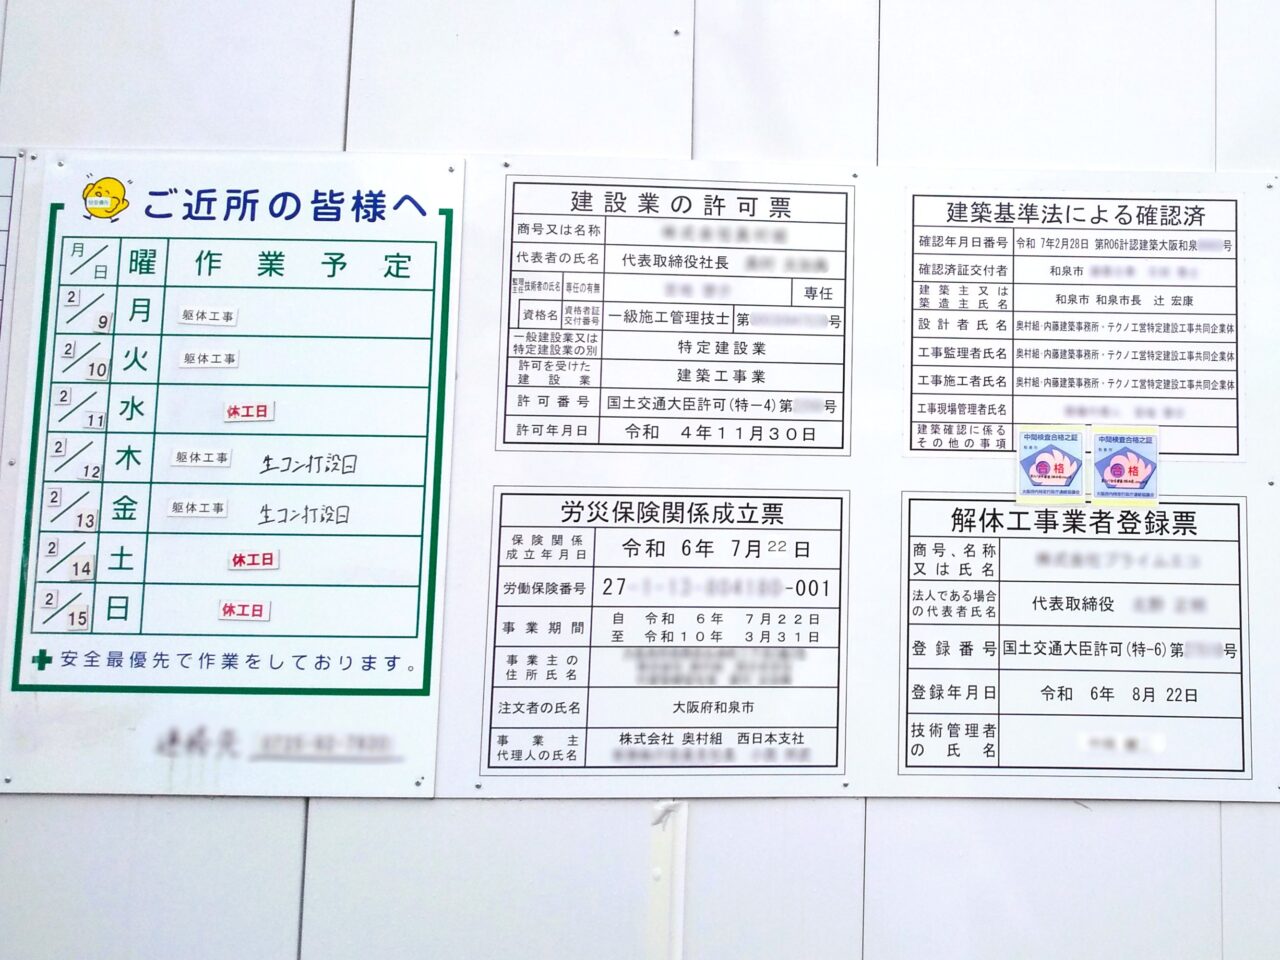 ご近所の皆様へ
月/日 曜 作業予定
2/9 月 躯体工事
2/10 火 躯体工事
2/11 水 休工日
2/12 木 躯体工事 生コン打設日
2/13 金 躯体工事 生コン打設日
2/14 土 休工日
2/15 日 休工日
安全最優先で作業をしております。
建設業の許可票
商号又は名称
代表者の氏名 代表取締役社長
監理主任技術者の氏名 専任の有無 専任
資格名 資格者証交付番号 一級施工管理技士 第 号
一般建設業又は特定建設業の別 特定建設業
許可を受けた建設業 建築工事業
許可番号 国土交通大臣許可(特-4)第 号
許可年月日 令和 4年11月30日
労災保険関係成立票
保険関係成立年月日 令和 6年 7月22日
労働保険番号 27 -001
事業期間 自 令和 6年 7月22日
至 令和10年 3月31日
事業主の住所氏名
注文者の氏名 大阪府和泉市
事業主代理人の氏名 株式会社 奥村組 西日本支社
建築基準法による確認済
確認年月日番号 令和 7年2月28日 第R06計認建築大阪和泉 号
確認済証交付者 和泉市
建築主又は築造主氏名 和泉市 和泉市長 辻 宏康
設計者氏名 奥村組・内藤建築事務所・テクノ工営特定建設工事共同企業体
工事監理者氏名 奥村組・内藤建築事務所・テクノ工営特定建設工事共同企業体
工事施工者氏名 奥村組・内藤建築事務所・テクノ工営特定建設工事共同企業体
工事現場管理者氏名
建築確認に係るその他の事項
中間検査合格之証 中間検査合格之証
合格 合格
解体工事業者登録票
商号、名称又は氏名
法人である場合の代表者氏名 代表取締役
登録番号 国土交通大臣許可(特-6)第 号
登録年月日 令和 6年 8月 22日
技術管理者の氏名